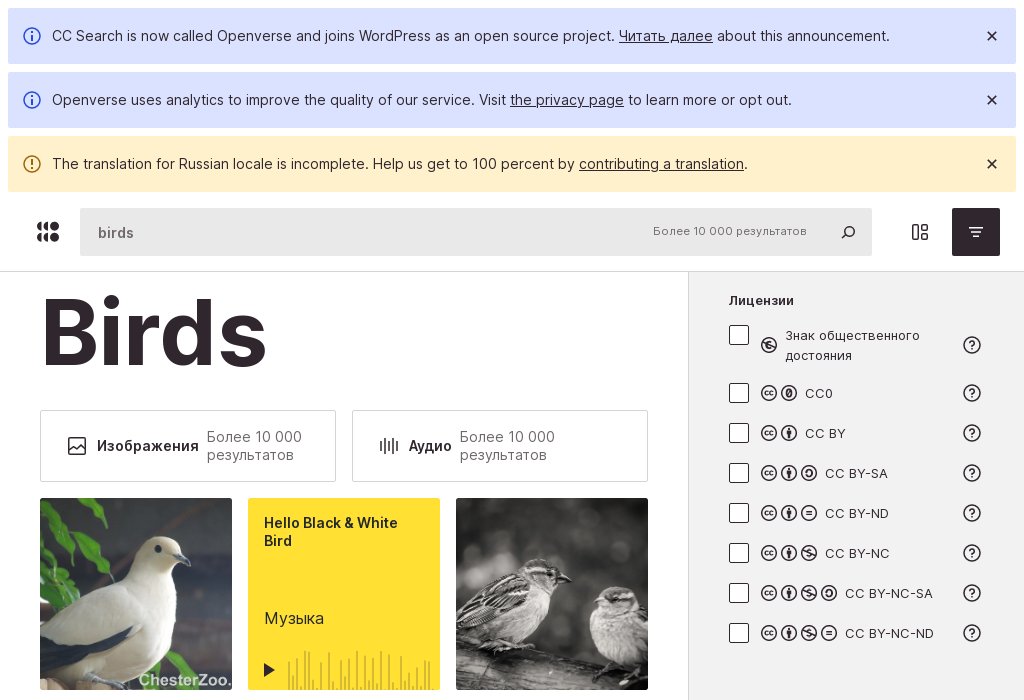 CC Search is now called Openverse and joins WordPress as an open source project. Читать далее about this announcement.
Openverse uses analytics to improve the quality of our service. Visit the privacy page to learn more or opt out.
The translation for Russian locale is incomplete. Help us get to 100 percent by contributing a translation.
birds
Более 10 000 результатов
Birds
Изображения
Более 10 000
результатов
Аудио
Более 10 000
результатов
Hello Black & White
Bird
Музыка
ChesterZoo.
Лицензии
Знак общественного
достояния
CC0
CC BY
CC BY-SA
CC BY-ND
CC BY-NC
CC BY-NC-SA
CC BY-NC-ND